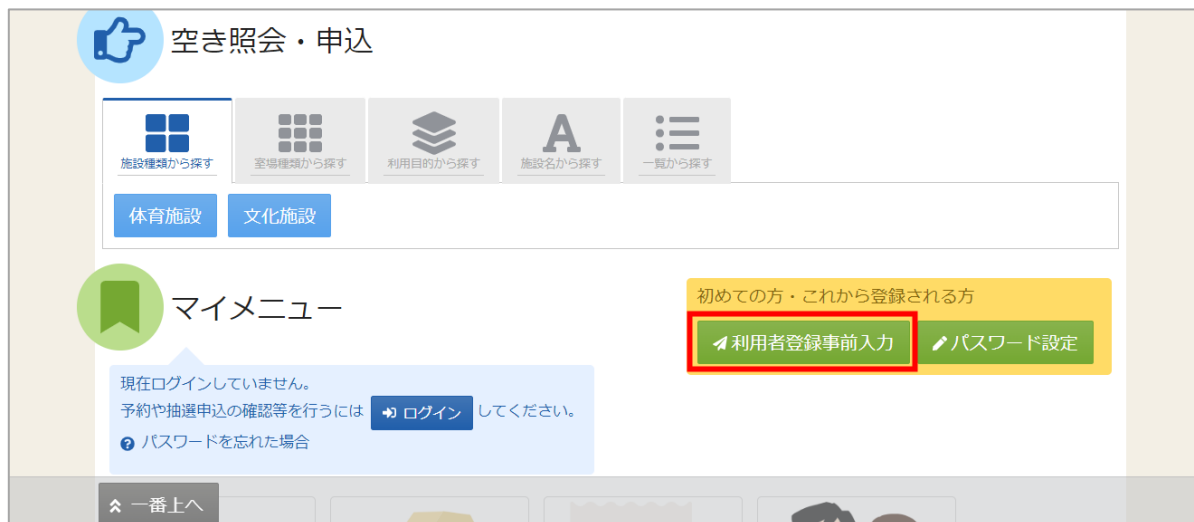 空き照会・申込
施設種類から探す
室場種類から探す
利用目的から探す
施設名から探す
一覧から探す
体育施設
文化施設
マイメニュー
初めての方・これから登録される方
利用者登録事前入力
パスワード設定
現在ログインしていません。
予約や抽選申込の確認等を行うには ログイン してください。
パスワードを忘れた場合
一番上へ